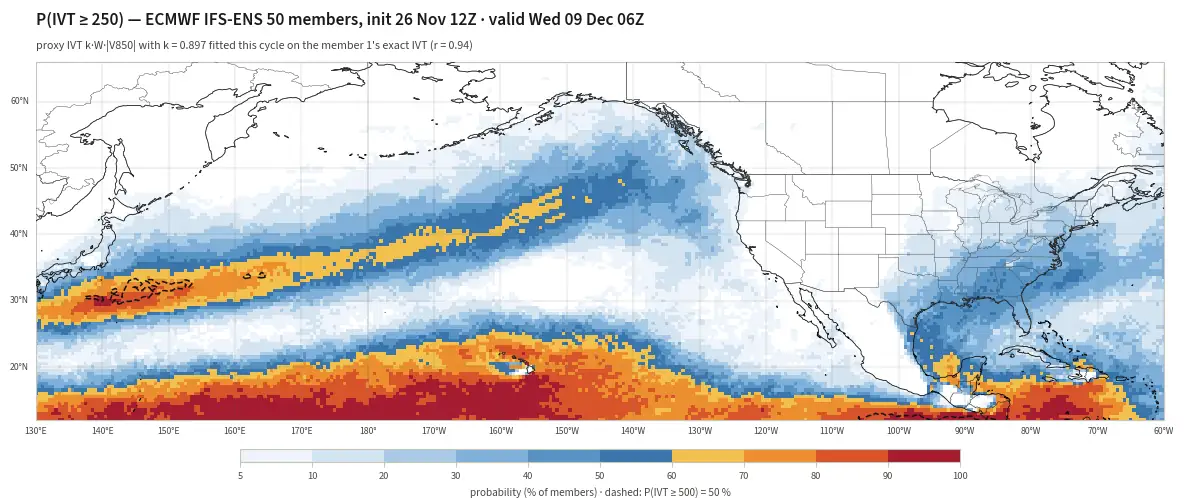 P(IVT ≥ 250) — ECMWF IFS-ENS 50 members, init 26 Nov 12Z · valid Wed 09 Dec 06Z
proxy IVT k·W·|V850| with k = 0.897 fitted this cycle on the member 1's exact IVT (r = 0.94)
60°N
50°N
40°N
30°N
20°N
130°E 140°E 150°E 160°E 170°E 180° 170°W 160°W 150°W 140°W 130°W 120°W 110°W 100°W 90°W 80°W 70°W 60°W
5 10 20 30 40 50 60 70 80 90 100
probability (% of members) · dashed: P(IVT ≥ 500) = 50 %